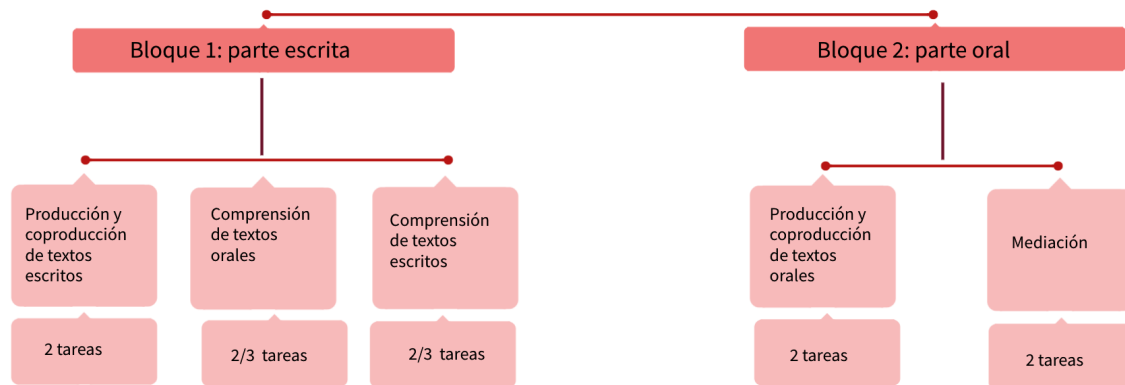 Bloque 1: parte escrita
Bloque 2: parte oral
Producción y
coproducción
de textos
escritos
Comprensión
de textos
orales
Comprensión
de textos
escritos
Producción y
coproducción
de textos
orales
Mediación
2 tareas
2/3 tareas
2/3 tareas
2 tareas
2 tareas